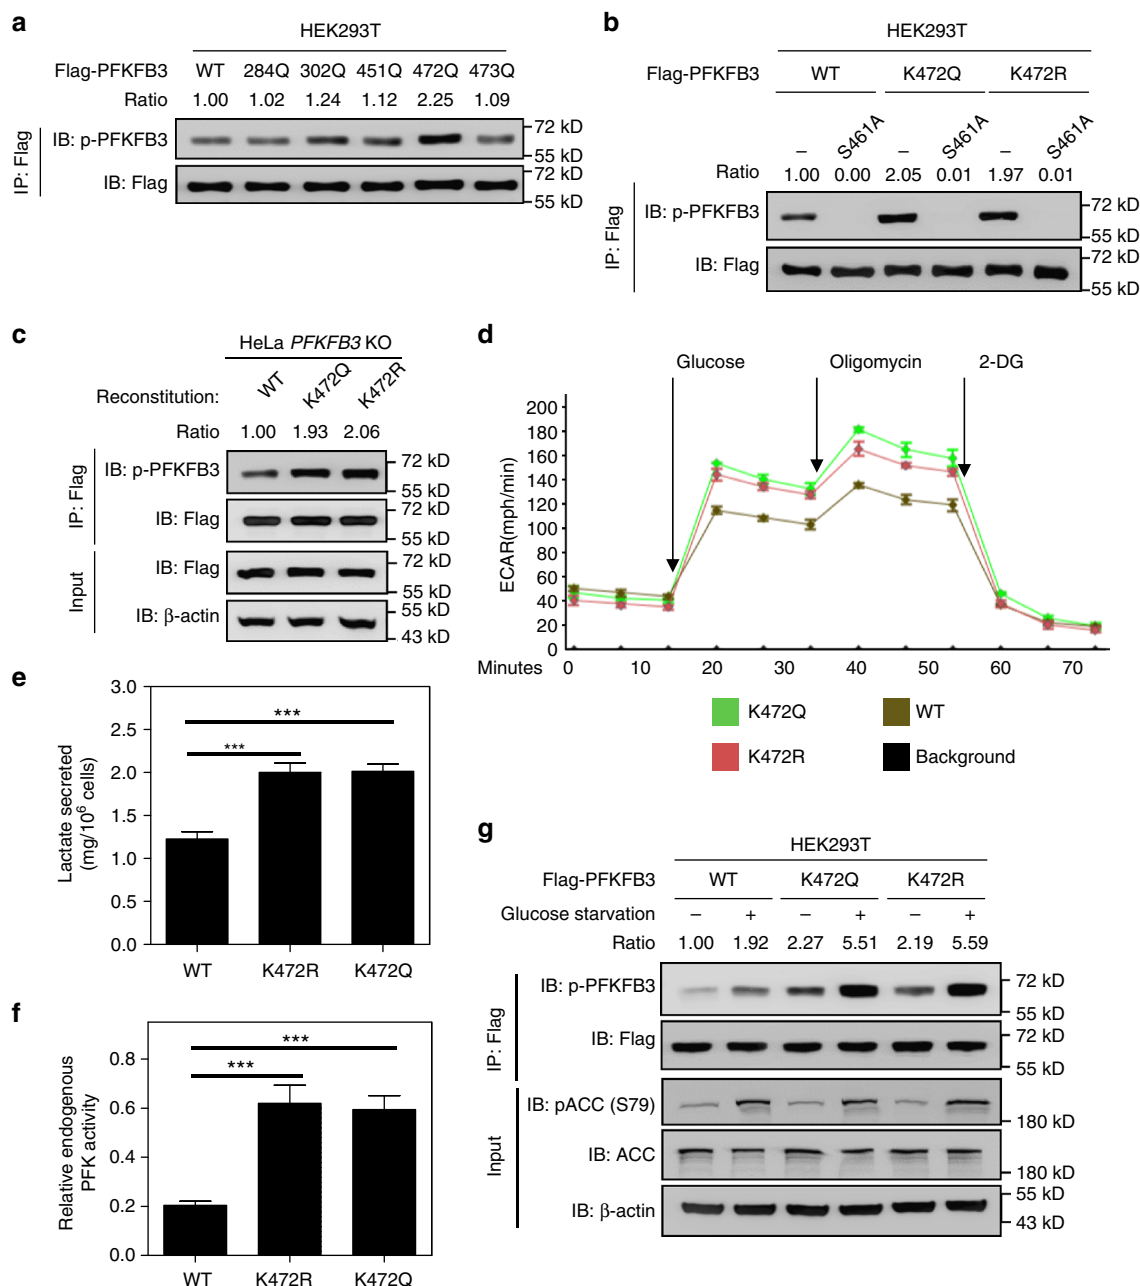 a
HEK293T
Flag-PFKFB3 WT 284Q 302Q 451Q 472Q 473Q
Ratio 1.00 1.02 1.24 1.12 2.25 1.09
IP: Flag
IB: p-PFKFB3
72 kD
55 kD
IB: Flag
72 kD
55 kD
b
HEK293T
Flag-PFKFB3 WT K472Q K472R
– S461A – S461A – S461A
Ratio 1.00 0.00 2.05 0.01 1.97 0.01
IP: Flag
IB: p-PFKFB3
72 kD
55 kD
IB: Flag
72 kD
55 kD
c
HeLa PFKFB3 KO
Reconstitution: WT K472Q K472R
Ratio 1.00 1.93 2.06
IP: Flag
IB: p-PFKFB3
72 kD
55 kD
IB: Flag
72 kD
55 kD
Input
IB: Flag
72 kD
55 kD
IB: β-actin
55 kD
43 kD
d
Glucose Oligomycin 2-DG
ECAR(mph/min)
200
180
160
140
120
100
80
60
40
20
0
Minutes 0 10 20 30 40 50 60 70
K472Q WT
K472R Background
e
Lactate secreted
(mg/10⁶ cells)
3.0
2.5
2.0
1.5
1.0
0.5
0.0
***
***
WT K472R K472Q
f
Relative endogenous
PFK activity
0.8
0.6
0.4
0.2
0.0
***
***
WT K472R K472Q
g
HEK293T
Flag-PFKFB3 WT K472Q K472R
Glucose starvation – + – + – +
Ratio 1.00 1.92 2.27 5.51 2.19 5.59
IP: Flag
IB: p-PFKFB3
72 kD
55 kD
IB: Flag
72 kD
55 kD
Input
IB: pACC (S79)
180 kD
IB: ACC
180 kD
IB: β-actin
55 kD
43 kD